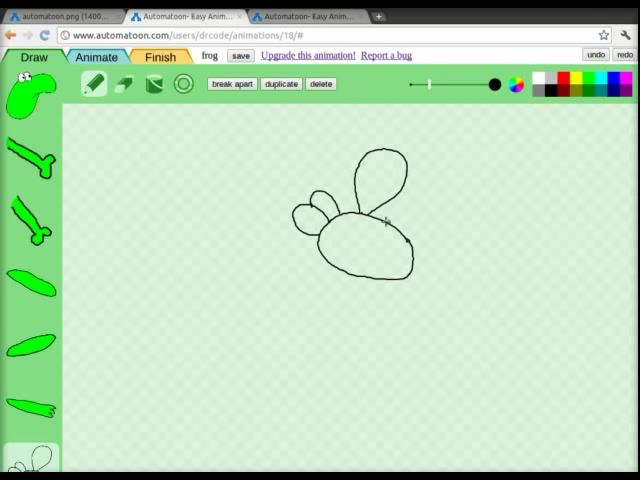 automatoon.png (1400...
Automatoon- Easy Anim...
Automatoon- Easy Anim...
www.automatoon.com/users/drcode/animations/18/#
Draw Animate Finish frog save Upgrade this animation! Report a bug undo redo
break apart duplicate delete